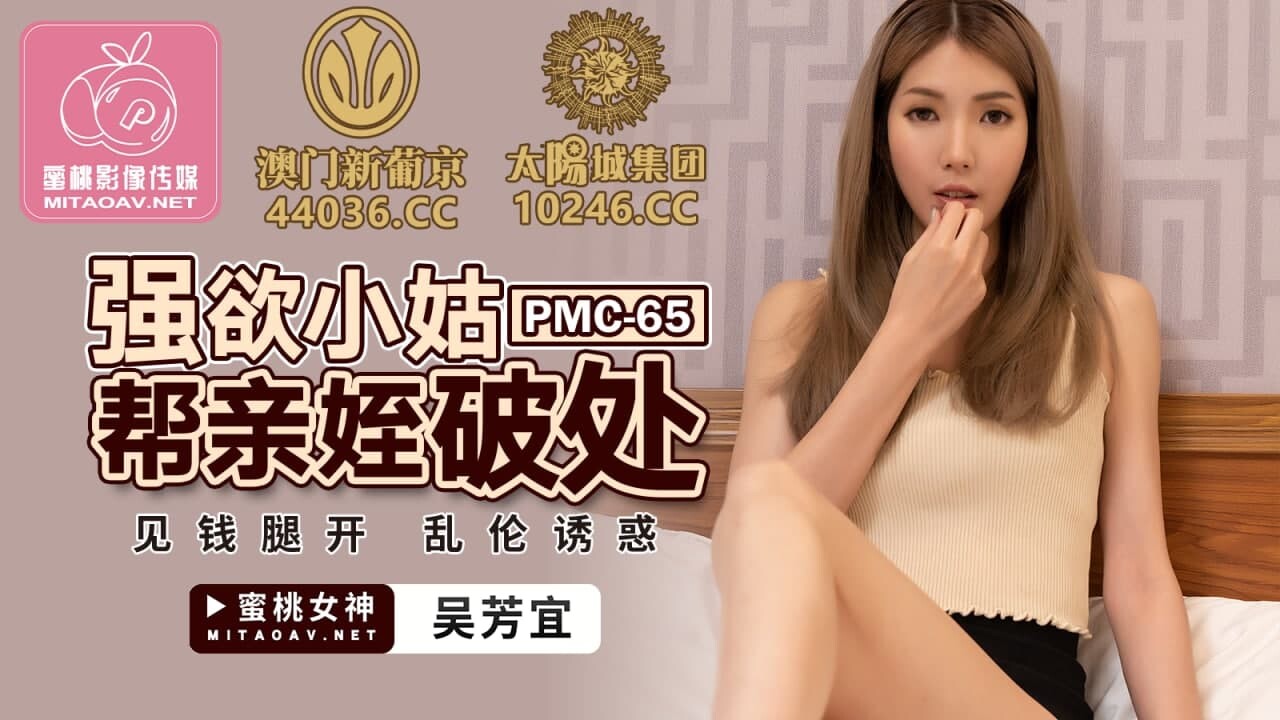 蜜桃影像传媒
MITAOAV.NET
澳门新葡京
44036.CC
太陽城集团
10246.CC
强欲小姑 PMC-65
帮亲姪破处
见钱腿开 乱伦诱惑
蜜桃女神
MITAOAV.NET
吴芳宜